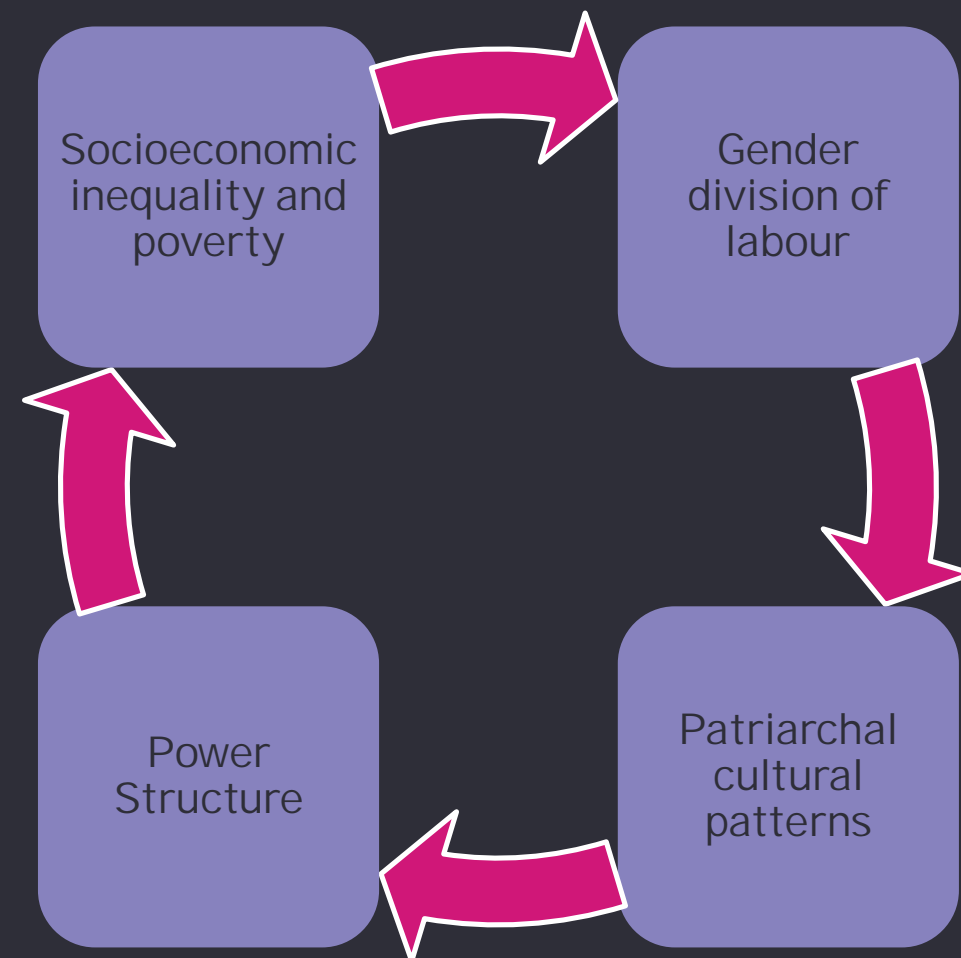 Socioeconomic
inequality and
poverty
Gender
division of
labour
Patriarchal
cultural
patterns
Power
Structure